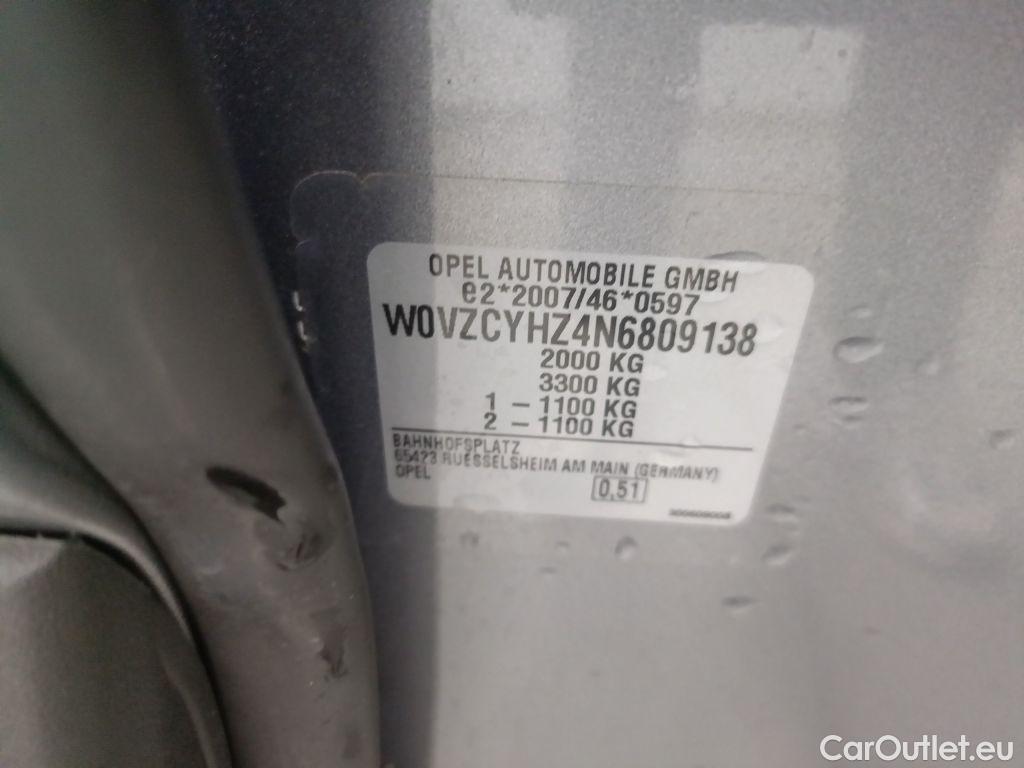 OPEL AUTOMOBILE GMBH
e2*2007/46*0597
W0VZCYHZ4N6809138
2000 KG
3300 KG
1 - 1100 KG
2 - 1100 KG
BAHNHOFSPLATZ
65423 RUESSELSHEIM AM MAIN (GERMANY)
OPEL
0,51
CarOutlet.eu